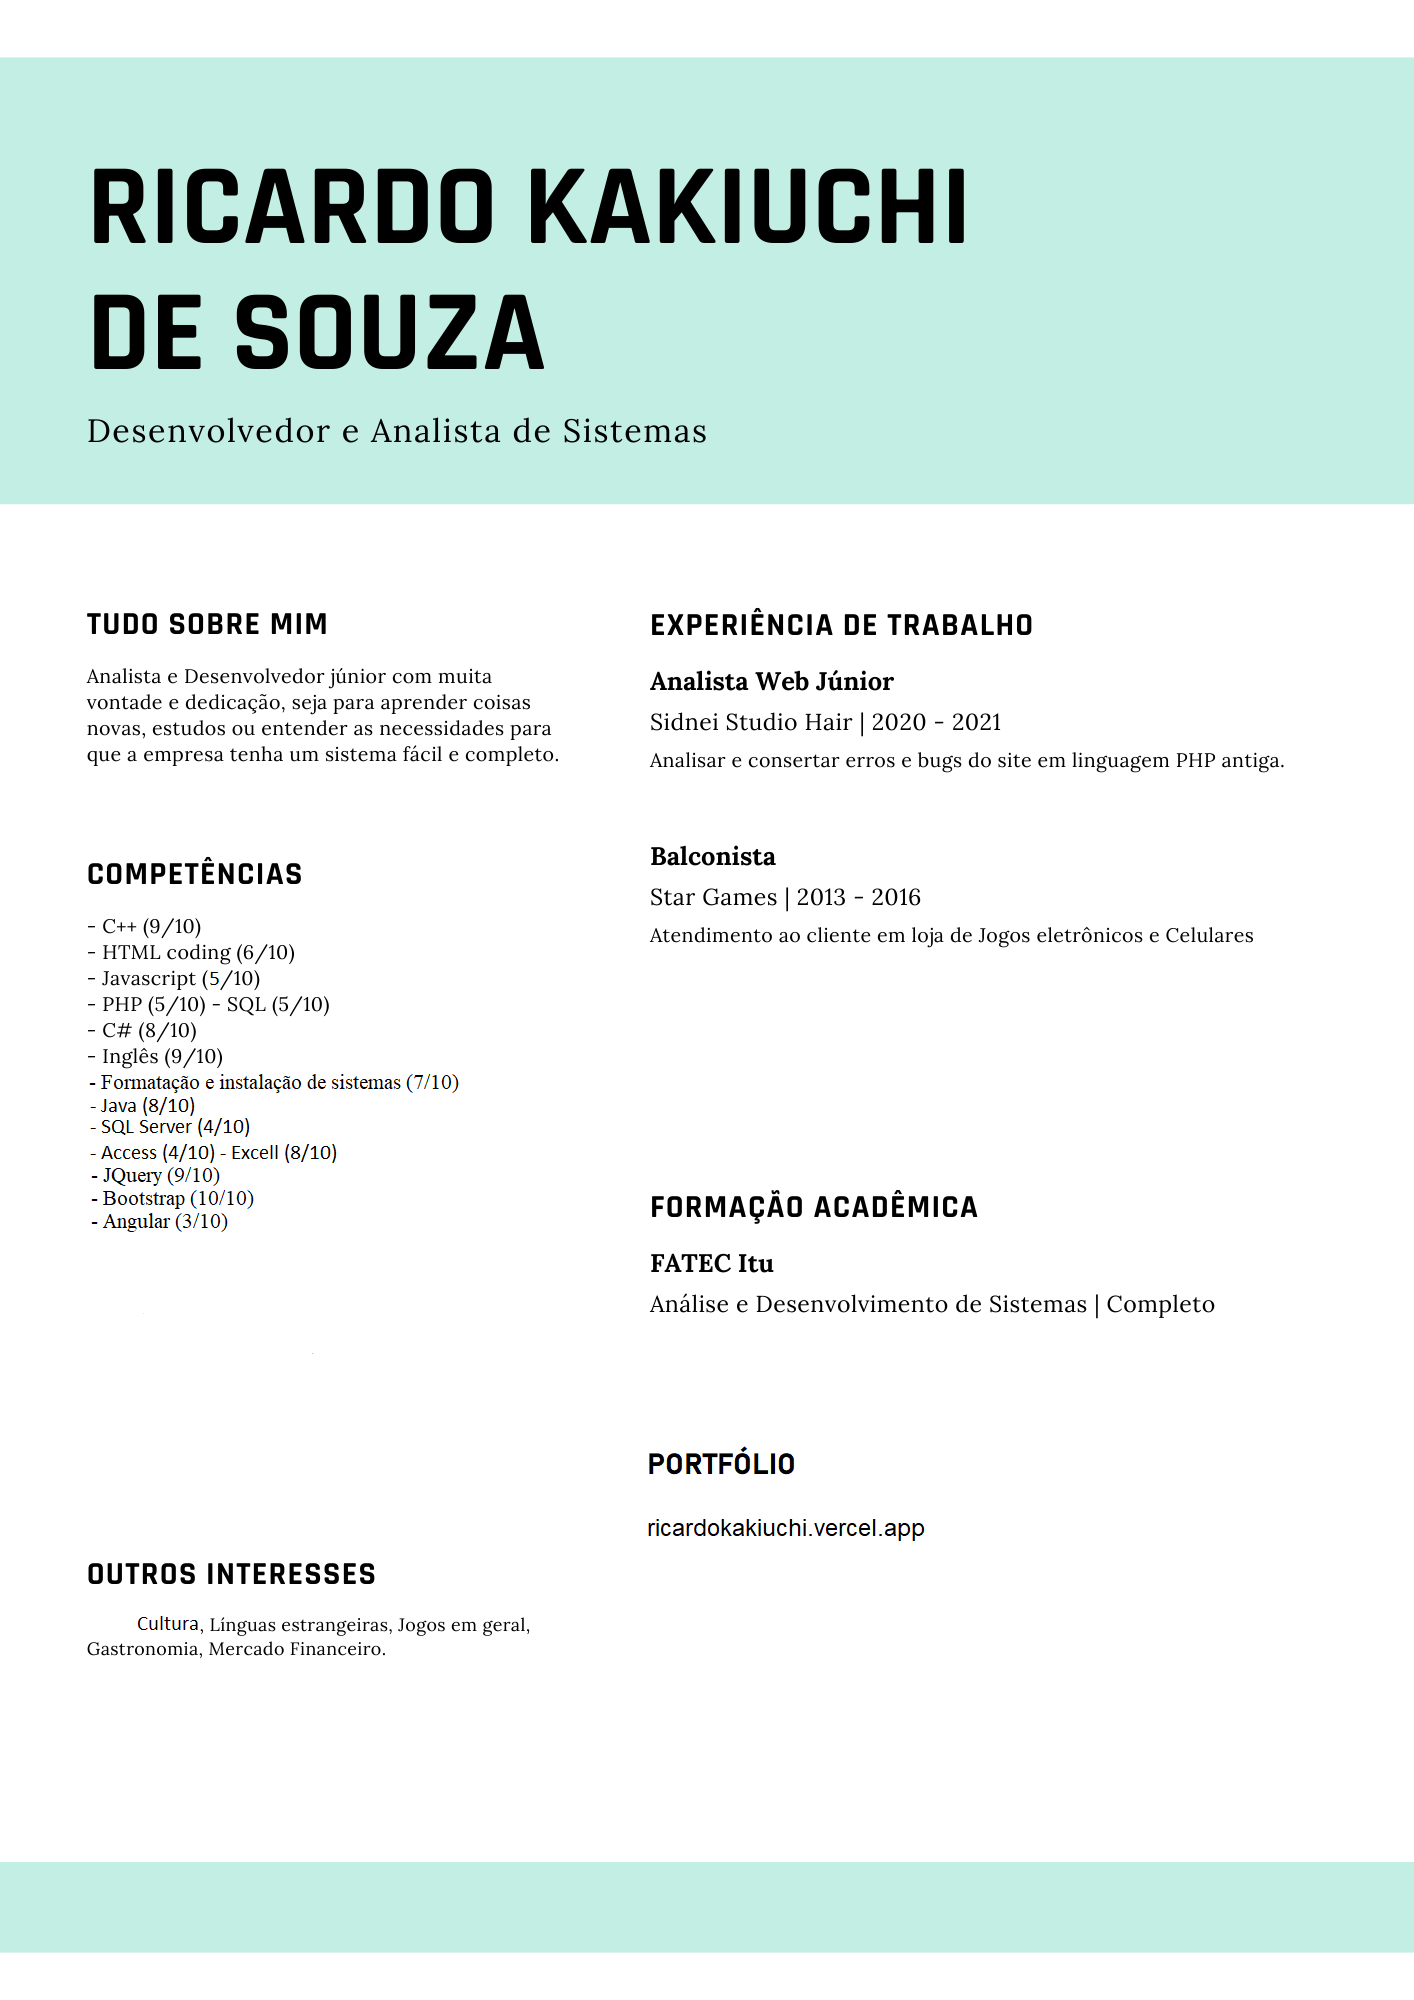 RICARDO KAKIUCHI
DE SOUZA
Desenvolvedor e Analista de Sistemas
TUDO SOBRE MIM
Analista e Desenvolvedor júnior com muita
vontade e dedicação, seja para aprender coisas
novas, estudos ou entender as necessidades para
que a empresa tenha um sistema fácil e completo.
COMPETÊNCIAS
- C++ (9/10)
- HTML coding (6/10)
- Javascript (5/10)
- PHP (5/10) - SQL (5/10)
- C# (8/10)
- Inglês (9/10)
- Formatação e instalação de sistemas (7/10)
- Java (8/10)
- SQL Server (4/10)
- Access (4/10) - Excell (8/10)
- JQuery (9/10)
- Bootstrap (10/10)
- Angular (3/10)
OUTROS INTERESSES
Cultura, Línguas estrangeiras, Jogos em geral,
Gastronomia, Mercado Financeiro.
EXPERIÊNCIA DE TRABALHO
Analista Web Júnior
Sidnei Studio Hair | 2020 - 2021
Analisar e consertar erros e bugs do site em linguagem PHP antiga.
Balconista
Star Games | 2013 - 2016
Atendimento ao cliente em loja de Jogos eletrônicos e Celulares
FORMAÇÃO ACADÊMICA
FATEC Itu
Análise e Desenvolvimento de Sistemas | Completo
PORTFÓLIO
ricardokakiuchi.vercel.app